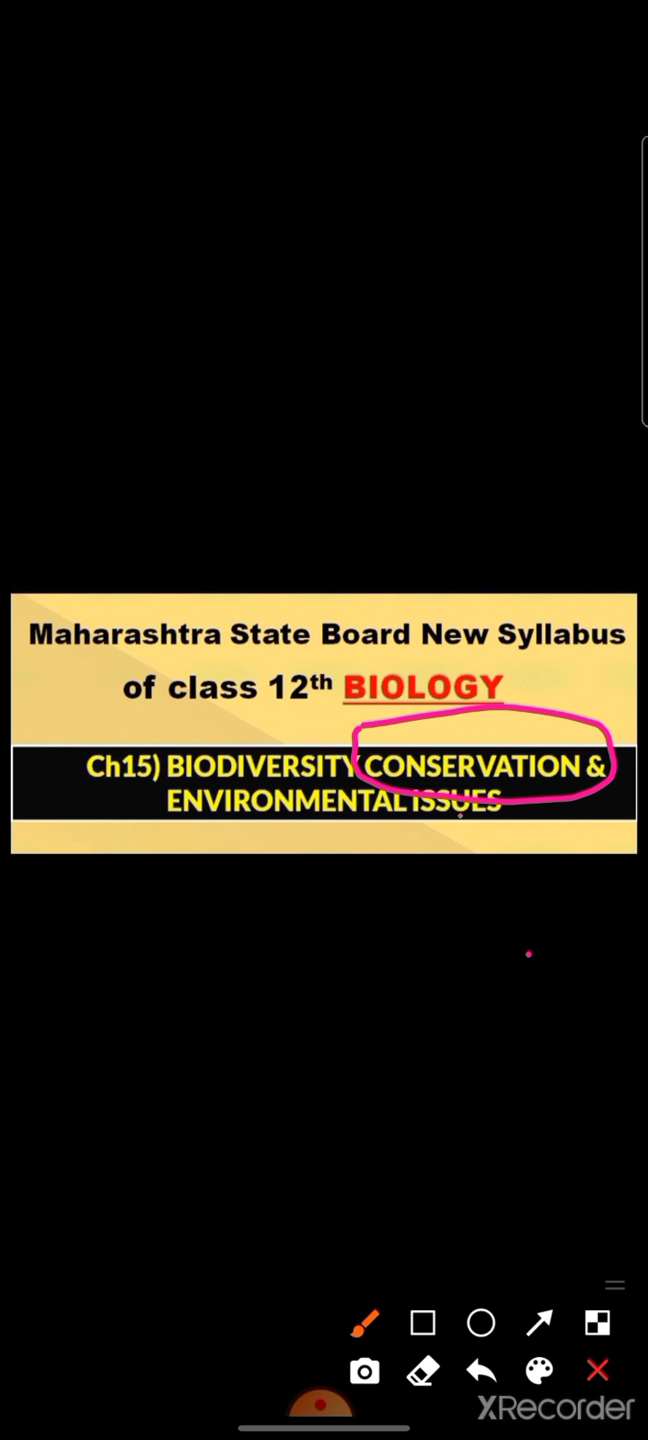 Maharashtra State Board New Syllabus
of class 12th BIOLOGY
Ch15) BIODIVERSITY CONSERVATION &
ENVIRONMENTAL ISSUES
XRecorder